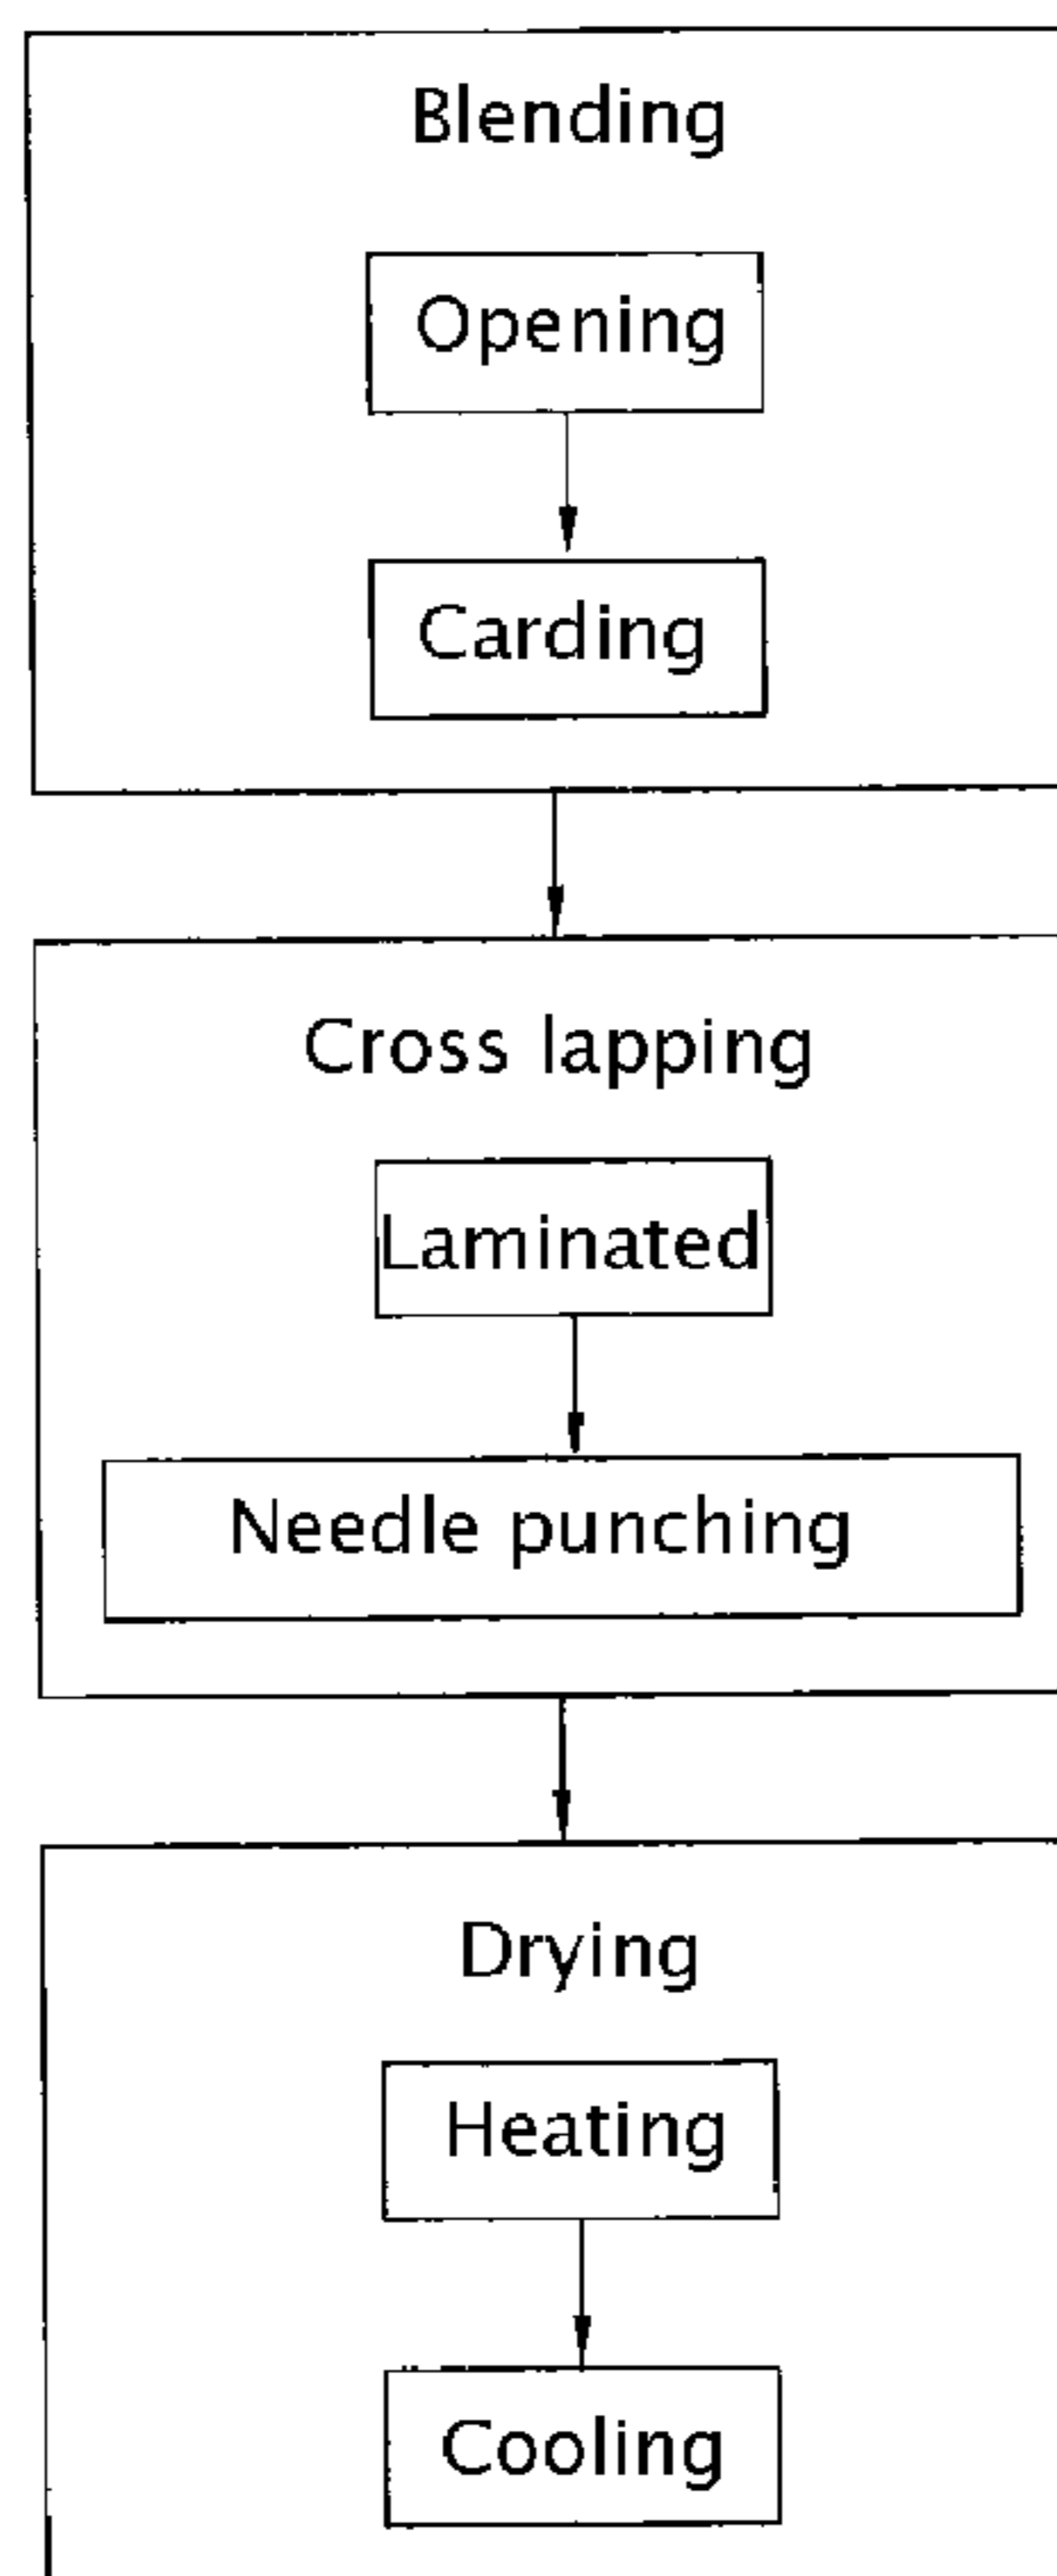 Blending
Opening
Carding
Cross lapping
Laminated
Needle punching
Drying
Heating
Cooling